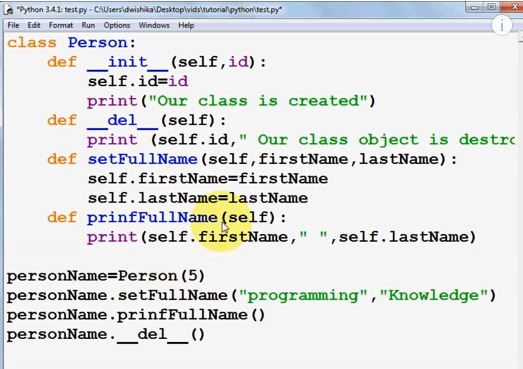 *Python 3.4.1: test.py - C:\Users\dwishika\Desktop\vids\tutorial\python\test.py*
File Edit Format Run Options Windows Help
class Person:
def __init__(self,id):
self.id=id
print("Our class is created")
def __del__(self):
print (self.id," Our class object is destro
def setFullName(self,firstName,lastName):
self.firstName=firstName
self.lastName=lastName
def prinfFullName(self):
print(self.firstName," ",self.lastName)
personName=Person(5)
personName.setFullName("programming","Knowledge")
personName.prinfFullName()
personName.__del__()